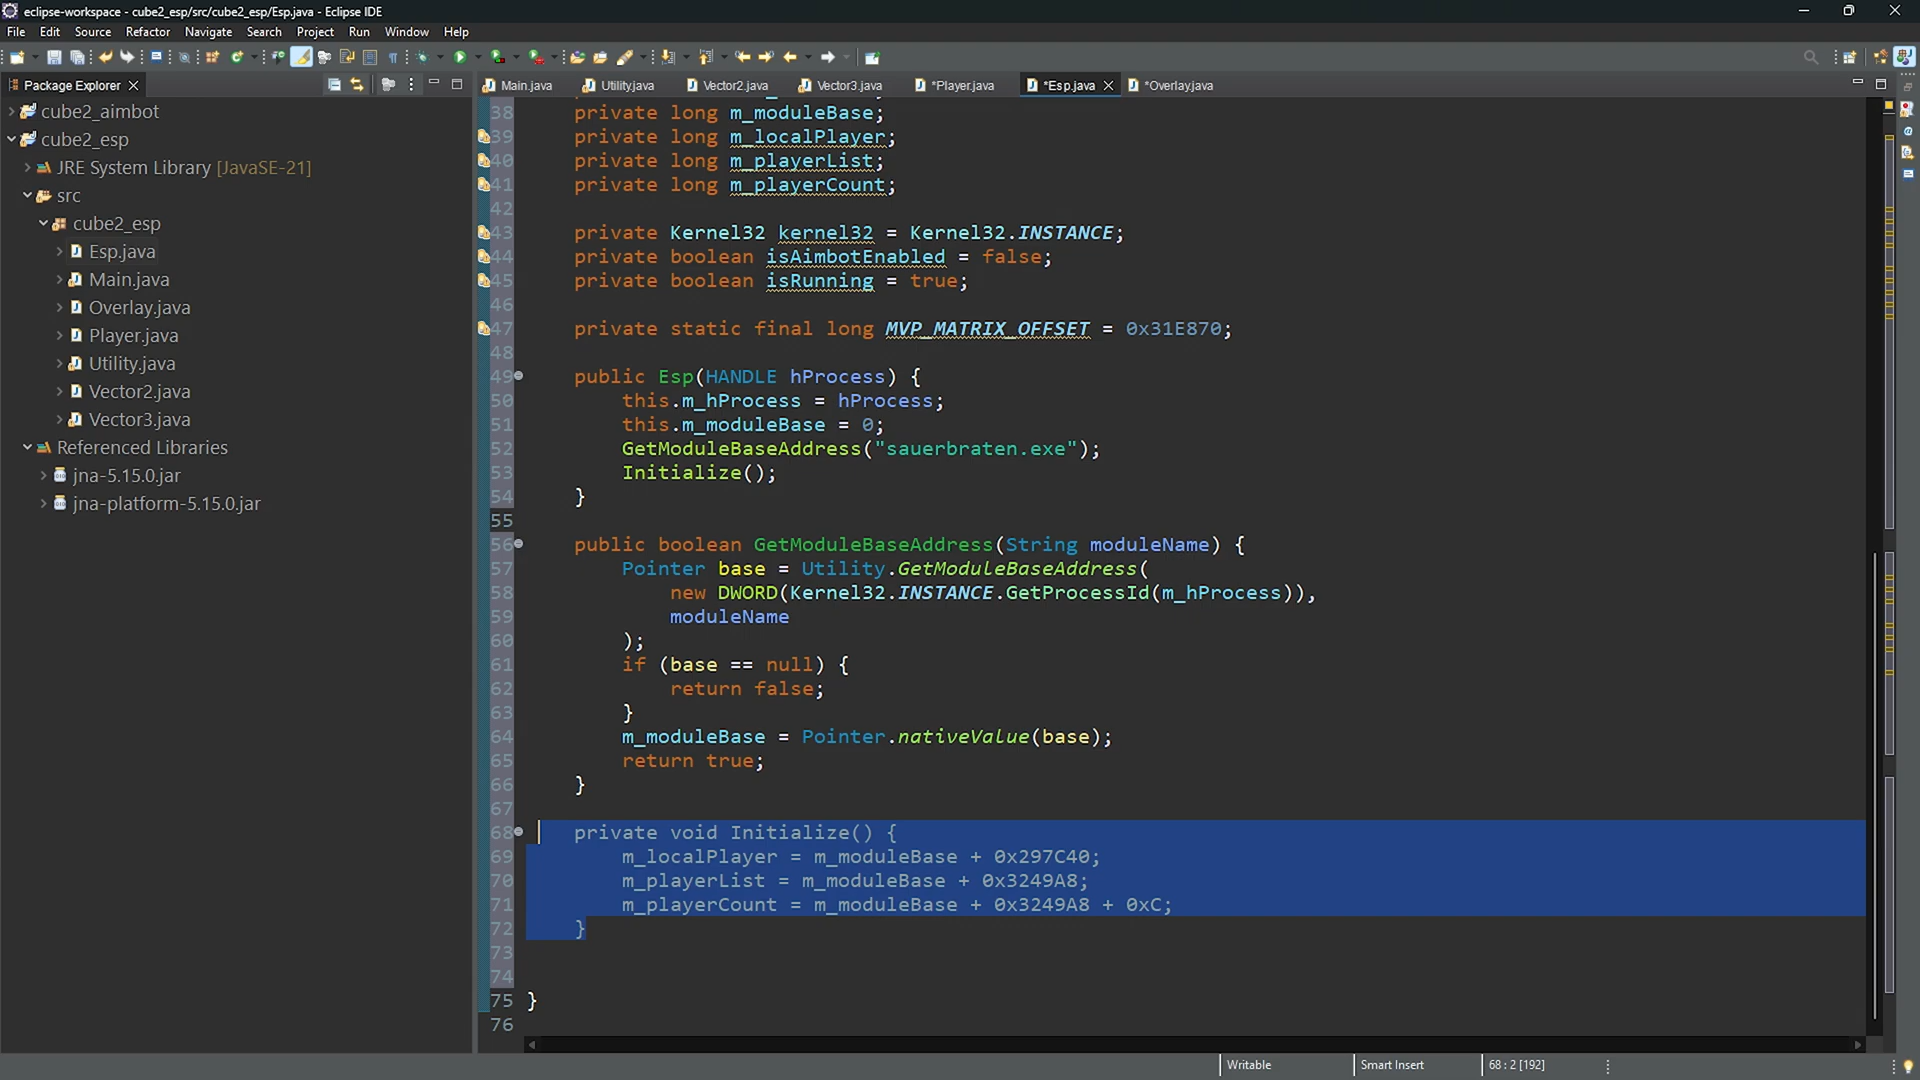 eclipse-workspace - cube2_esp/src/cube2_esp/Esp.java - Eclipse IDE
File Edit Source Refactor Navigate Search Project Run Window Help
Package Explorer
Main.java Utility.java Vector2.java Vector3.java *Player.java *Esp.java *Overlay.java
cube2_aimbot
cube2_esp
JRE System Library [JavaSE-21]
src
cube2_esp
Esp.java
Main.java
Overlay.java
Player.java
Utility.java
Vector2.java
Vector3.java
Referenced Libraries
jna-5.15.0.jar
jna-platform-5.15.0.jar
38 private long m_moduleBase;
39 private long m_localPlayer;
40 private long m_playerList;
41 private long m_playerCount;
42
43 private Kernel32 kernel32 = Kernel32.INSTANCE;
44 private boolean isAimbotEnabled = false;
45 private boolean isRunning = true;
46
47 private static final long MVP_MATRIX_OFFSET = 0x31E870;
48
49 public Esp(HANDLE hProcess) {
50 this.m_hProcess = hProcess;
51 this.m_moduleBase = 0;
52 GetModuleBaseAddress("sauerbraten.exe");
53 Initialize();
54 }
55
56 public boolean GetModuleBaseAddress(String moduleName) {
57 Pointer base = Utility.GetModuleBaseAddress(
58 new DWORD(Kernel32.INSTANCE.GetProcessId(m_hProcess)),
59 moduleName
60 );
61 if (base == null) {
62 return false;
63 }
64 m_moduleBase = Pointer.nativeValue(base);
65 return true;
66 }
67
68 private void Initialize() {
69 m_localPlayer = m_moduleBase + 0x297C40;
70 m_playerList = m_moduleBase + 0x3249A8;
71 m_playerCount = m_moduleBase + 0x3249A8 + 0xC;
72 }
73
74
75 }
76
Writable Smart Insert 68 : 2 [192]